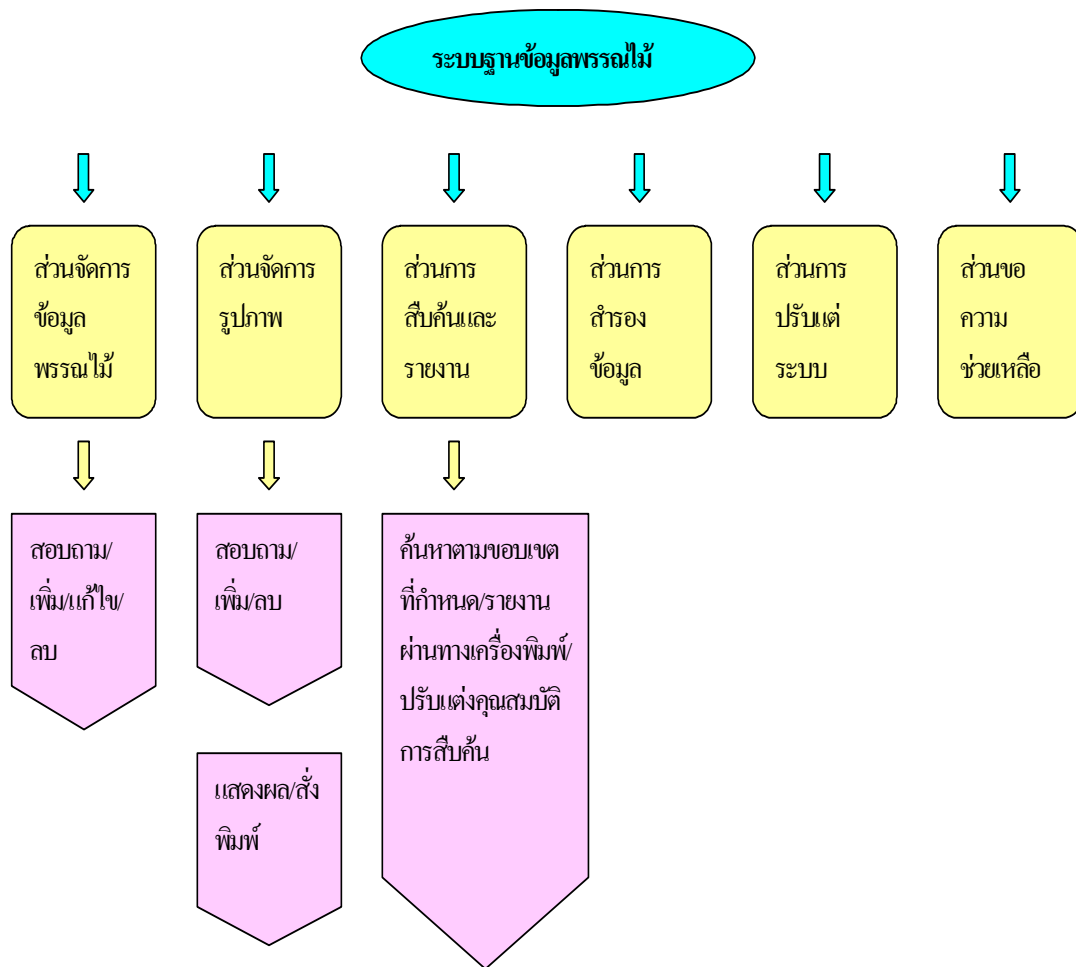 ระบบฐานข้อมูลพรรณไม้
ส่วนจัดการ
ข้อมูล
พรรณไม้
ส่วนจัดการ
รูปภาพ
ส่วนการ
สืบค้นและ
รายงาน
ส่วนการ
สำรอง
ข้อมูล
ส่วนการ
ปรับแต่
ระบบ
ส่วนขอ
ความ
ช่วยเหลือ
สอบถาม/
เพิ่ม/แก้ไข/
ลบ
สอบถาม/
เพิ่ม/ลบ
แสดงผล/สั่ง
พิมพ์
ค้นหาตามขอบเขต
ที่กำหนด/รายงาน
ผ่านทางเครื่องพิมพ์/
ปรับแต่งคุณสมบัติ
การสืบค้น